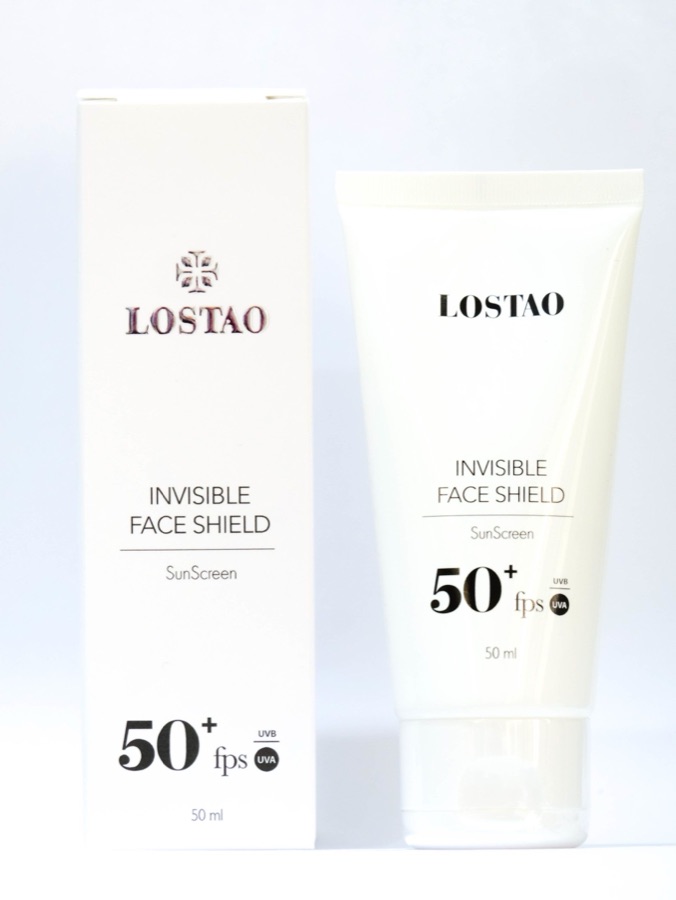 LOSTAO
INVISIBLE
FACE SHIELD
SunScreen
50+ fps UVB UVA
50 ml
LOSTAO
INVISIBLE
FACE SHIELD
SunScreen
50+ fps UVB UVA
50 ml